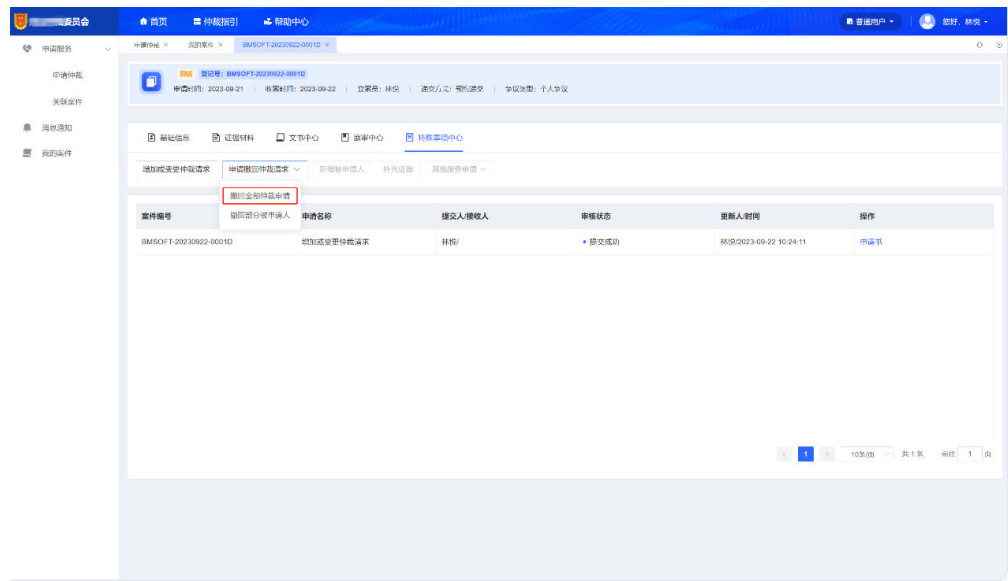 委员会 首页 仲裁指引 帮助中心 普通用户 您好, 林悦
申请服务
申请仲裁
关联案件
消息通知
我的案件
申请仲裁 × 我的案件 × BMSOFT-20230922-0001D ×
登记号: BMSOFT-20230922-0001D
申请时间: 2023-09-21 收案时间: 2023-09-22 立案员: 林悦 递交方式: 预约递交 争议类型: 个人争议
基础信息 证据材料 文书中心 庭审中心 特殊事项中心
增加或变更仲裁请求 申请撤回仲裁请求 新增被申请人 补充证据 其他服务申请
撤回全部仲裁申请
撤回部分被申请人
案件编号 申请名称 提交人/接收人 审核状态 更新人/时间 操作
BMSOFT-20230922-0001D 增加或变更仲裁请求 林悦/ 提交成功 林悦/2023-09-22 10:24:11 申请书
< 1 > 10条/页 共 1 条 前往 1 页